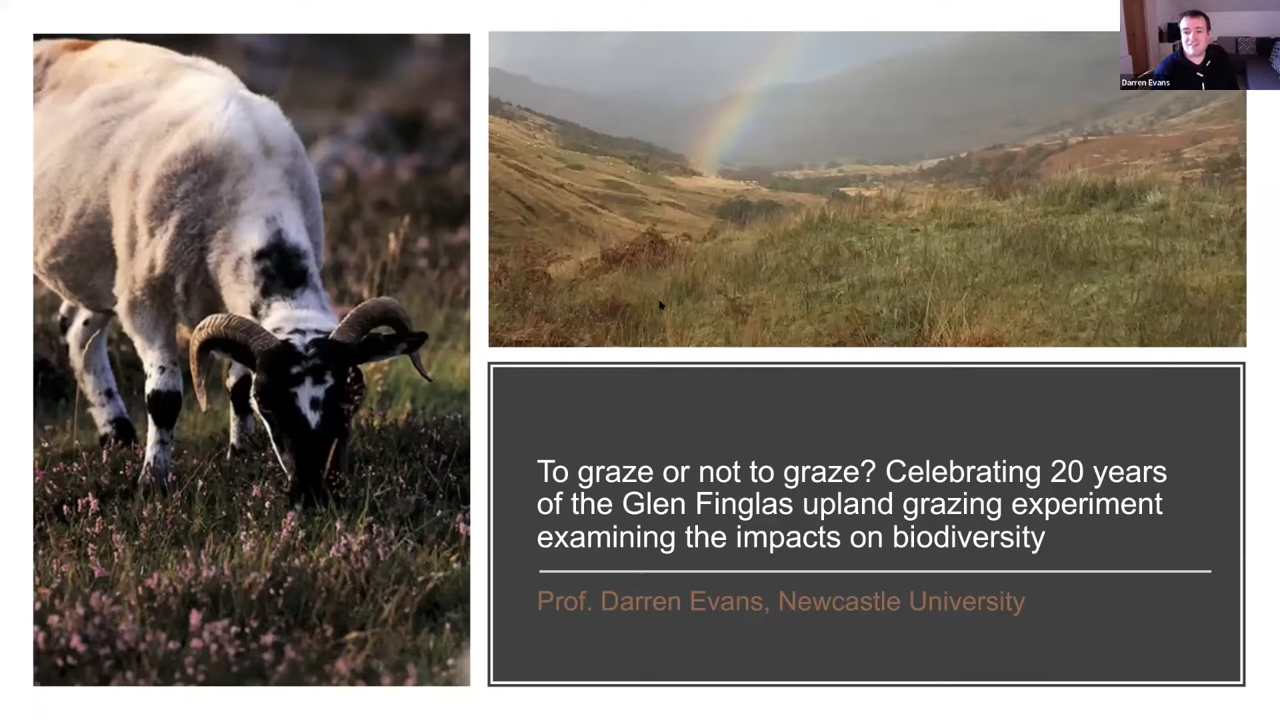 Darren Evans
To graze or not to graze? Celebrating 20 years
of the Glen Finglas upland grazing experiment
examining the impacts on biodiversity
Prof. Darren Evans, Newcastle University